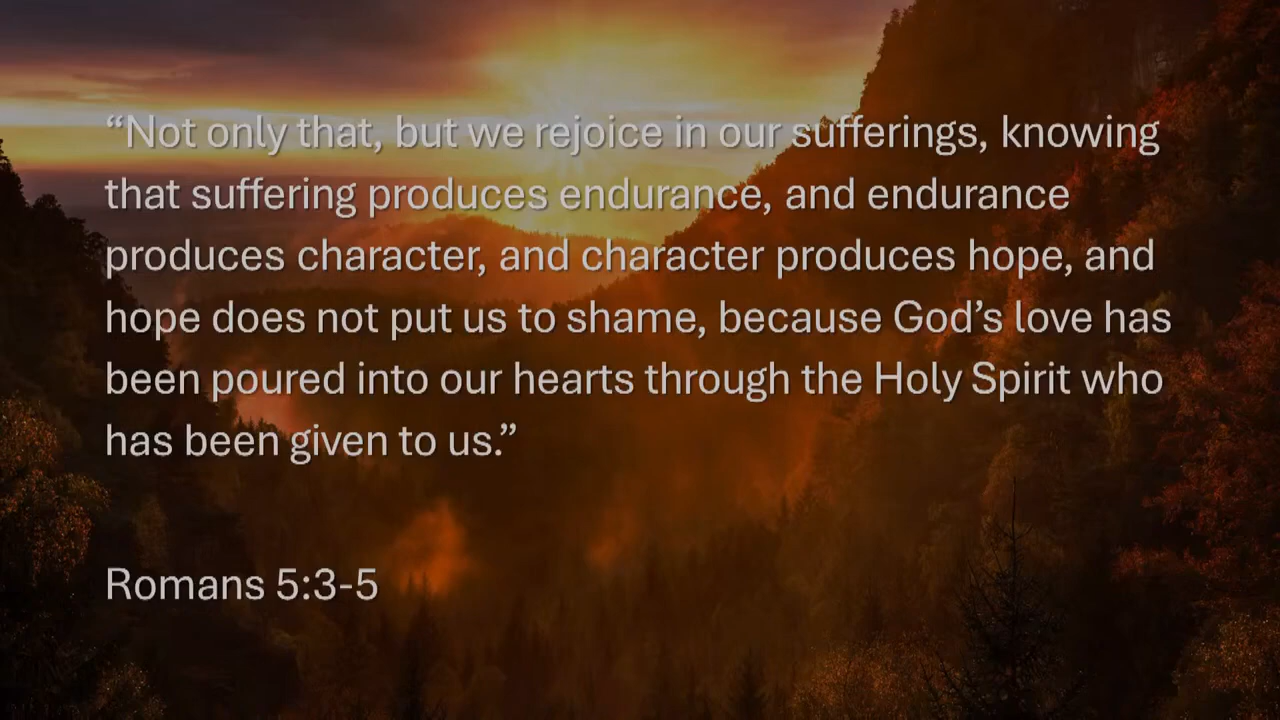 “Not only that, but we rejoice in our sufferings, knowing
that suffering produces endurance, and endurance
produces character, and character produces hope, and
hope does not put us to shame, because God’s love has
been poured into our hearts through the Holy Spirit who
has been given to us.”
Romans 5:3-5